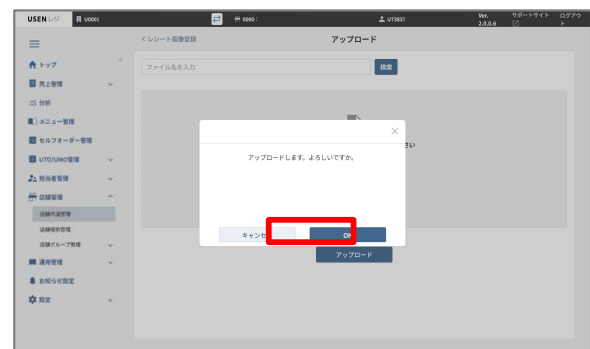 USEN レジ
U0001
0000 :
UT3837
Ver.
2.0.0.6
サポートサイト
ログアウ
ト
< レシート画像登録
アップロード
トップ
ファイル名を入力
検索
売上管理
分析
メニュー管理
セルフオーダー管理
さい
UTO/UMO管理
アップロードします。よろしいですか。
担当者管理
店舗管理
店舗共通管理
店舗個別管理
キャンセ
OK
店舗グループ管理
アップロード
運用管理
お知らせ設定
設定